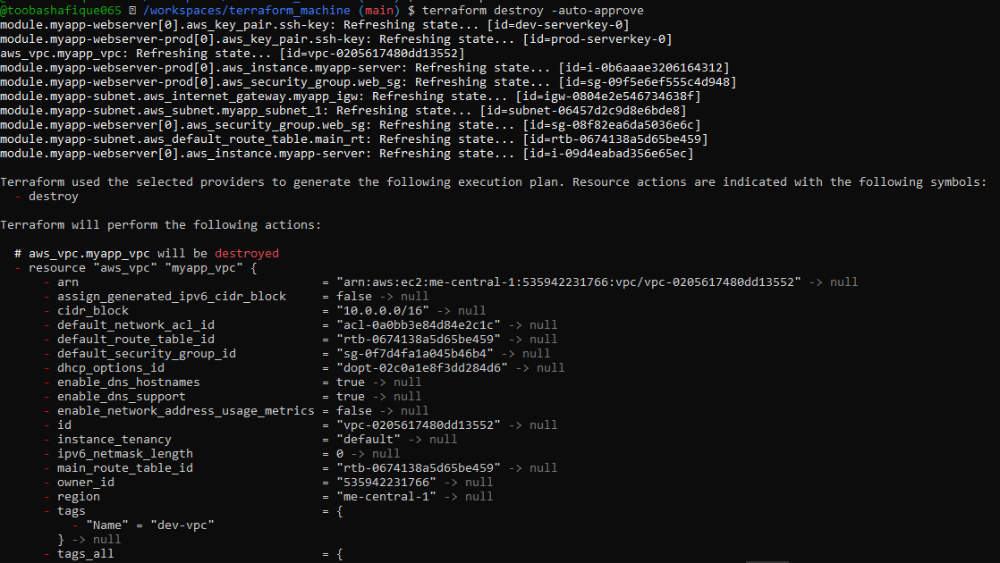 @toobashafique065 /workspaces/terraform_machine (main) $ terraform destroy -auto-approve
module.myapp-webserver[0].aws_key_pair.ssh-key: Refreshing state... [id=dev-serverkey-0]
module.myapp-webserver-prod[0].aws_key_pair.ssh-key: Refreshing state... [id=prod-serverkey-0]
aws_vpc.myapp_vpc: Refreshing state... [id=vpc-0205617480dd13552]
module.myapp-webserver-prod[0].aws_instance.myapp-server: Refreshing state... [id=i-0b6aaae3206164312]
module.myapp-webserver-prod[0].aws_security_group.web_sg: Refreshing state... [id=sg-09f5e6ef555c4d948]
module.myapp-subnet.aws_internet_gateway.myapp_igw: Refreshing state... [id=igw-0804e2e546734638f]
module.myapp-subnet.aws_subnet.myapp_subnet_1: Refreshing state... [id=subnet-06457d2c9d8e6bde8]
module.myapp-webserver[0].aws_security_group.web_sg: Refreshing state... [id=sg-08f82ea6da5036e6c]
module.myapp-subnet.aws_default_route_table.main_rt: Refreshing state... [id=rtb-0674138a5d65be459]
module.myapp-webserver[0].aws_instance.myapp-server: Refreshing state... [id=i-09d4eabad356e65ec]
Terraform used the selected providers to generate the following execution plan. Resource actions are indicated with the following symbols:
- destroy
Terraform will perform the following actions:
# aws_vpc.myapp_vpc will be destroyed
- resource "aws_vpc" "myapp_vpc" {
- arn = "arn:aws:ec2:me-central-1:535942231766:vpc/vpc-0205617480dd13552" -> null
- assign_generated_ipv6_cidr_block = false -> null
- cidr_block = "10.0.0.0/16" -> null
- default_network_acl_id = "acl-0a0bb3e84d84e2c1c" -> null
- default_route_table_id = "rtb-0674138a5d65be459" -> null
- default_security_group_id = "sg-0f7d4fa1a045b46b4" -> null
- dhcp_options_id = "dopt-02c0a1e8f3dd284d6" -> null
- enable_dns_hostnames = true -> null
- enable_dns_support = true -> null
- enable_network_address_usage_metrics = false -> null
- id = "vpc-0205617480dd13552" -> null
- instance_tenancy = "default" -> null
- ipv6_netmask_length = 0 -> null
- main_route_table_id = "rtb-0674138a5d65be459" -> null
- owner_id = "535942231766" -> null
- region = "me-central-1" -> null
- tags = {
- "Name" = "dev-vpc"
} -> null
- tags_all = {